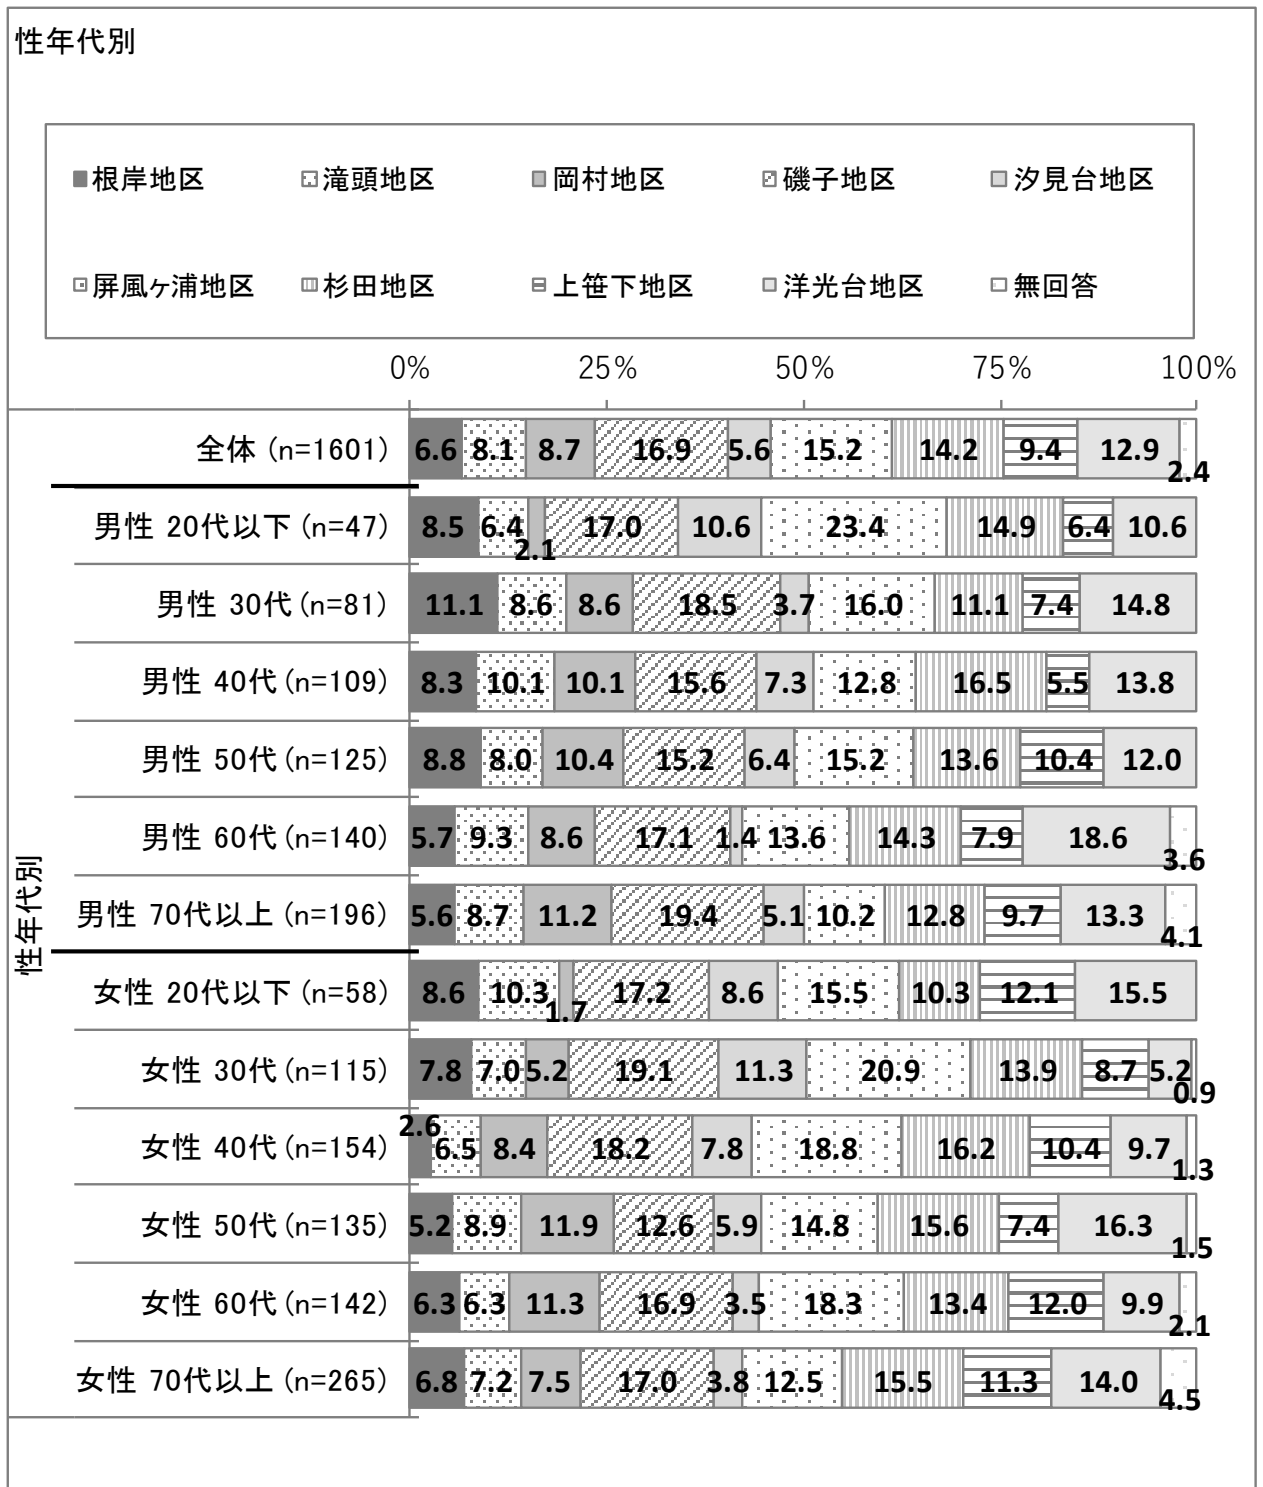 性年代別
根岸地区 滝頭地区 岡村地区 磯子地区 汐見台地区
屏風ヶ浦地区 杉田地区 上笹下地区 洋光台地区 無回答
0% 25% 50% 75% 100%
全体 (n=1601) 6.6 8.1 8.7 16.9 5.6 15.2 14.2 9.4 12.9 2.4
男性 20代以下 (n=47) 8.5 6.4 2.1 17.0 10.6 23.4 14.9 6.4 10.6
男性 30代 (n=81) 11.1 8.6 8.6 18.5 3.7 16.0 11.1 7.4 14.8
男性 40代 (n=109) 8.3 10.1 10.1 15.6 7.3 12.8 16.5 5.5 13.8
男性 50代 (n=125) 8.8 8.0 10.4 15.2 6.4 15.2 13.6 10.4 12.0
男性 60代 (n=140) 5.7 9.3 8.6 17.1 1.4 13.6 14.3 7.9 18.6 3.6
性年代別
男性 70代以上 (n=196) 5.6 8.7 11.2 19.4 5.1 10.2 12.8 9.7 13.3 4.1
女性 20代以下 (n=58) 8.6 10.3 1.7 17.2 8.6 15.5 10.3 12.1 15.5
女性 30代 (n=115) 7.8 7.0 5.2 19.1 11.3 20.9 13.9 8.7 5.2 0.9
女性 40代 (n=154) 2.6 6.5 8.4 18.2 7.8 18.8 16.2 10.4 9.7 1.3
女性 50代 (n=135) 5.2 8.9 11.9 12.6 5.9 14.8 15.6 7.4 16.3 1.5
女性 60代 (n=142) 6.3 6.3 11.3 16.9 3.5 18.3 13.4 12.0 9.9 2.1
女性 70代以上 (n=265) 6.8 7.2 7.5 17.0 3.8 12.5 15.5 11.3 14.0 4.5